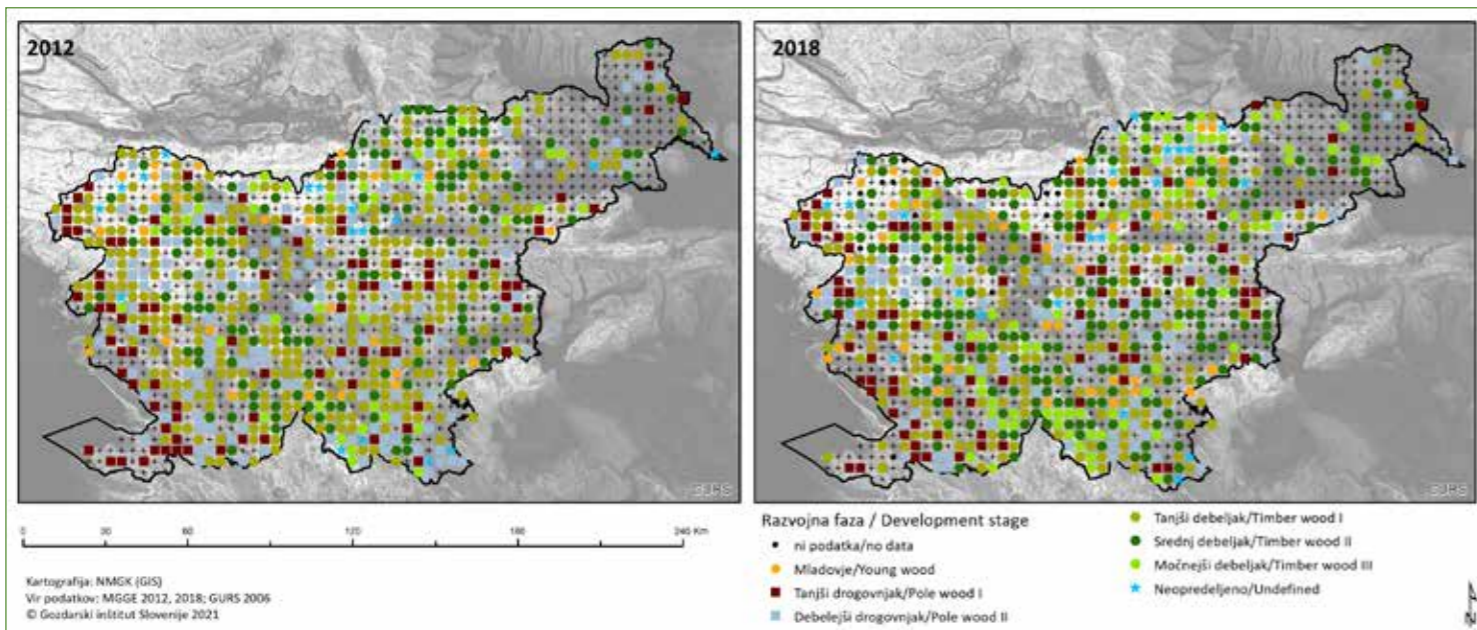 2012
2018
GURS
GURS
0 30 60 120 180 240 Km
Kartografija: NMGK (GIS)
Vir podatkov: MGGE 2012, 2018; GURS 2006
© Gozdarski inštitut Slovenije 2021
Razvojna faza / Development stage
ni podatka/no data
Mladovje/Young wood
Tanjši drogovnjak/Pole wood I
Debelejši drogovnjak/Pole wood II
Tanjši debeljak/Timber wood I
Srednj debeljak/Timber wood II
Močnejši debeljak/Timber wood III
Neopredeljeno/Undefined
N